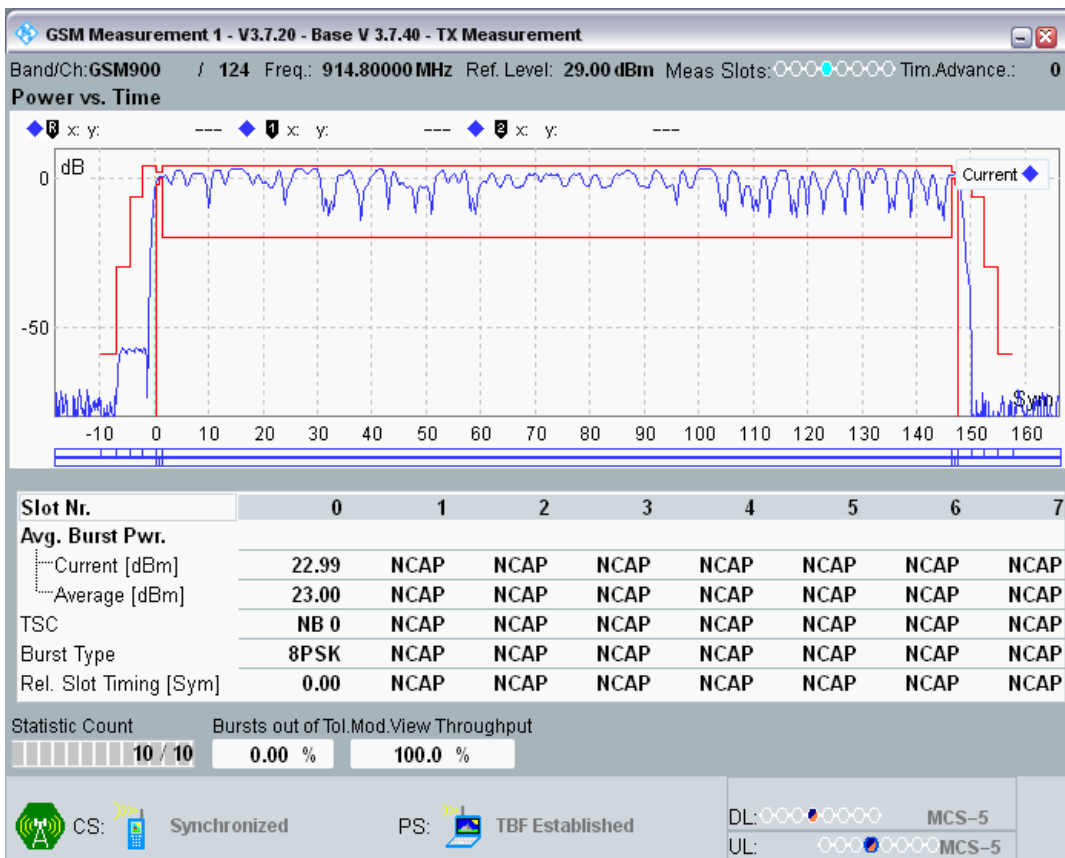 GSM Measurement 1 - V3.7.20 - Base V 3.7.40 - TX Measurement
Band/Ch:GSM900 / 124 Freq.: 914.80000 MHz Ref. Level: 29.00 dBm Meas Slots: Tim.Advance.: 0
Power vs. Time
R x: y: --- 1 x: y: --- 2 x: y: ---
dB
Current
0
-50
Sym
-10 0 10 20 30 40 50 60 70 80 90 100 110 120 130 140 150 160
Slot Nr. 0 1 2 3 4 5 6 7
Avg. Burst Pwr.
Current [dBm] 22.99 NCAP NCAP NCAP NCAP NCAP NCAP NCAP
Average [dBm] 23.00 NCAP NCAP NCAP NCAP NCAP NCAP NCAP
TSC NB 0 NCAP NCAP NCAP NCAP NCAP NCAP NCAP
Burst Type 8PSK NCAP NCAP NCAP NCAP NCAP NCAP NCAP
Rel. Slot Timing [Sym] 0.00 NCAP NCAP NCAP NCAP NCAP NCAP NCAP
Statistic Count Bursts out of Tol. Mod.View Throughput
10 / 10 0.00 % 100.0 %
CS: Synchronized PS: TBF Established
DL: MCS-5
UL: MCS-5